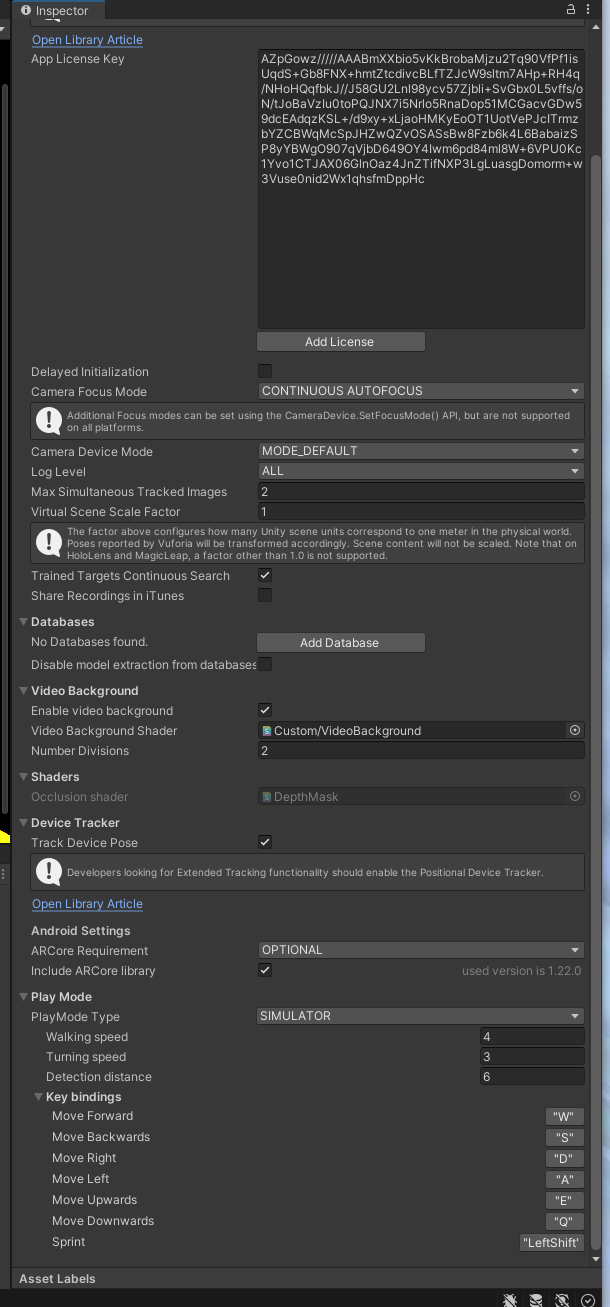 Inspector
Open Library Article
App License Key
AZpGowz/////AAABmXXbio5vKkBrobaMjzu2Tq90VfPf1is
UqdS+Gb8FNX+hmtZtcdivcBLfTZJcW9sltm7AHp+RH4q
/NHoHQqfbkJ//J58GU2LnI98ycv57Zjbli+SvGbx0L5vffs/o
N/tJoBaVzIu0toPQJNX7i5NrIo5RnaDop51MCGacvGDw5
9dcEAdqzKSL+/d9xy+xLjaoHMKyEoOT1UotVePJcITrmz
bYZCBWqMcSpJHZwQZvOSASsBw8Fzb6k4L6BabaizS
P8yYBWgO907qVjbD649OY4Iwm6pd84ml8W+6VPU0Kc
1Yvo1CTJAX06GlnOaz4JnZTifNXP3LgLuasgDomorm+w
3Vuse0nid2Wx1qhsfmDppHc
Add License
Delayed Initialization
Camera Focus Mode CONTINUOUS AUTOFOCUS
Additional Focus modes can be set using the CameraDevice.SetFocusMode() API, but are not supported
on all platforms.
Camera Device Mode MODE_DEFAULT
Log Level ALL
Max Simultaneous Tracked Images 2
Virtual Scene Scale Factor 1
The factor above configures how many Unity scene units correspond to one meter in the physical world.
Poses reported by Vuforia will be transformed accordingly. Scene content will not be scaled. Note that on
HoloLens and MagicLeap, a factor other than 1.0 is not supported.
Trained Targets Continuous Search
Share Recordings in iTunes
Databases
No Databases found. Add Database
Disable model extraction from databases
Video Background
Enable video background
Video Background Shader Custom/VideoBackground
Number Divisions 2
Shaders
Occlusion shader DepthMask
Device Tracker
Track Device Pose
Developers looking for Extended Tracking functionality should enable the Positional Device Tracker.
Open Library Article
Android Settings
ARCore Requirement OPTIONAL
Include ARCore library used version is 1.22.0
Play Mode
PlayMode Type SIMULATOR
Walking speed 4
Turning speed 3
Detection distance 6
Key bindings
Move Forward "W"
Move Backwards "S"
Move Right "D"
Move Left "A"
Move Upwards "E"
Move Downwards "Q"
Sprint "LeftShift'
Asset Labels